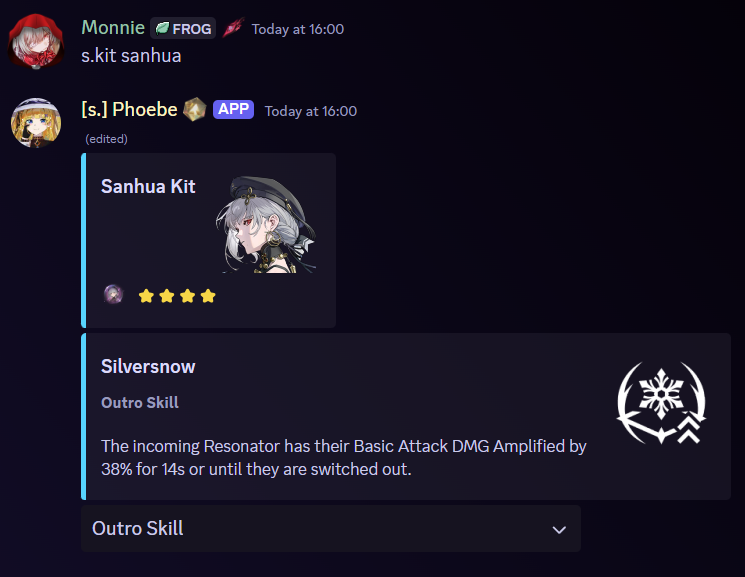 Monnie FROG Today at 16:00
s.kit sanhua
[s.] Phoebe APP Today at 16:00
(edited)
Sanhua Kit
Silversnow
Outro Skill
The incoming Resonator has their Basic Attack DMG Amplified by
38% for 14s or until they are switched out.
Outro Skill